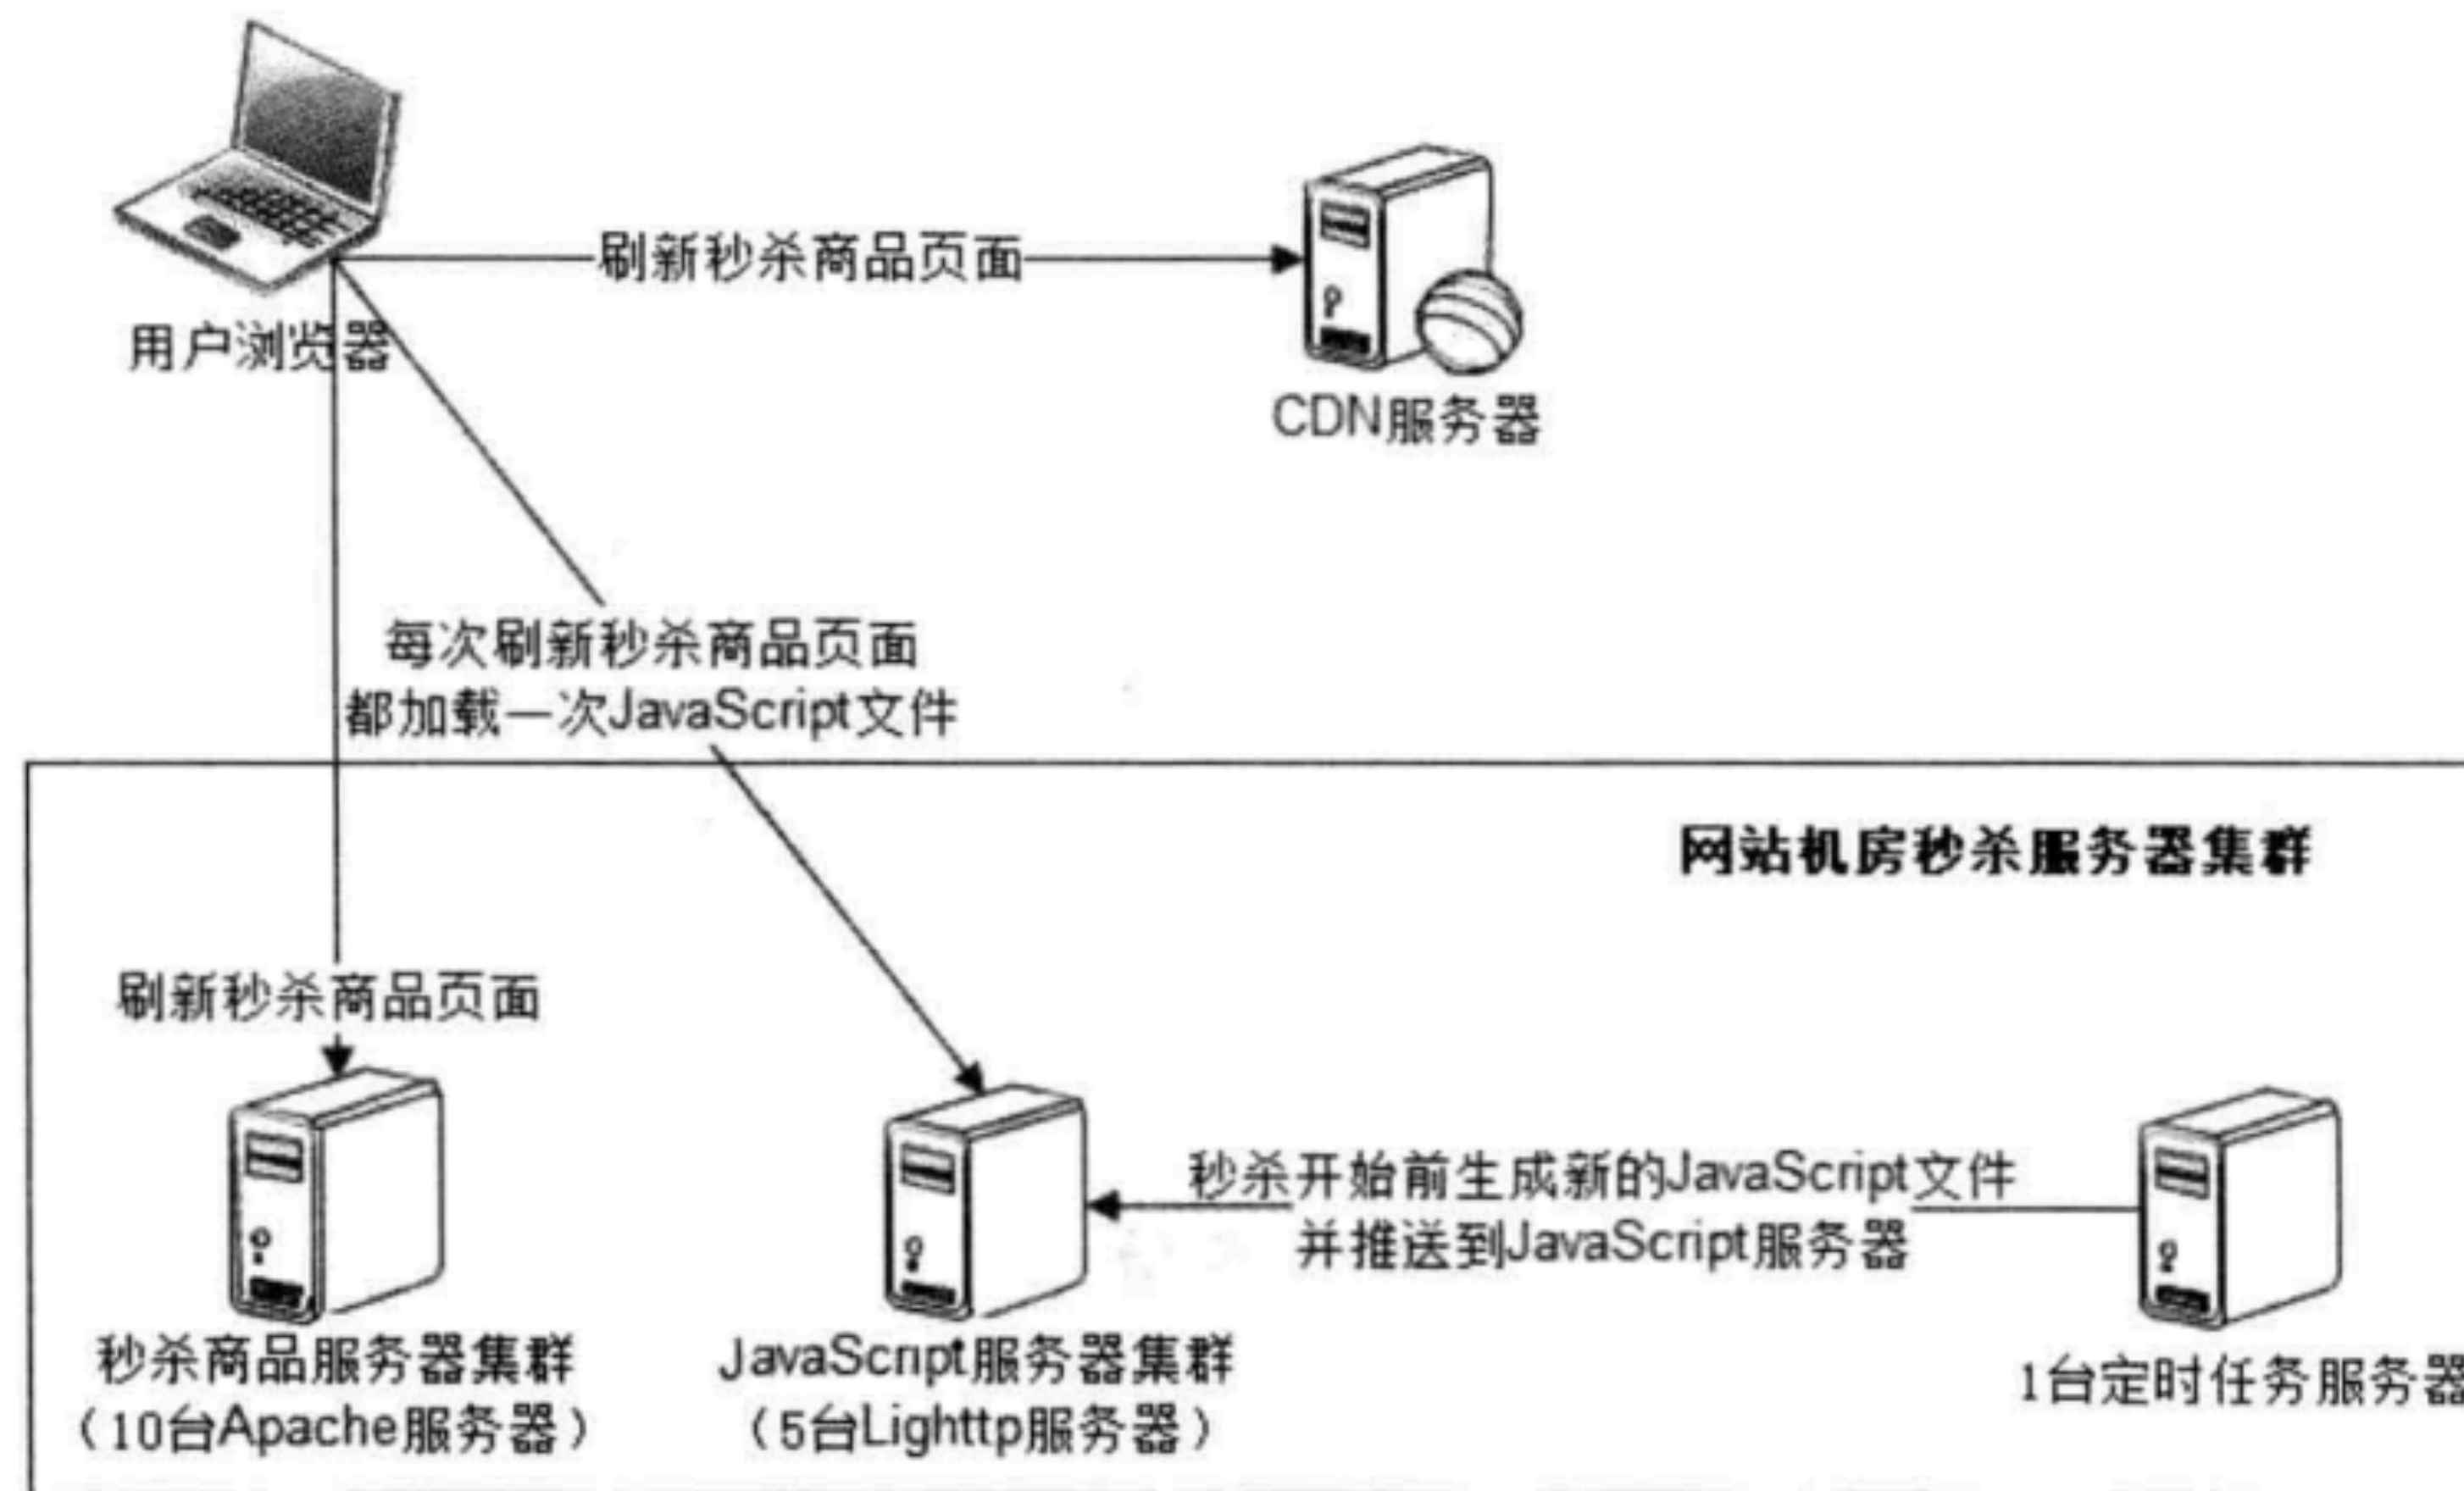 刷新秒杀商品页面
用户浏览器
CDN服务器
每次刷新秒杀商品页面
都加载一次JavaScript文件
网站机房秒杀服务器集群
刷新秒杀商品页面
秒杀开始前生成新的JavaScript文件
并推送到JavaScript服务器
秒杀商品服务器集群
（10台Apache服务器）
JavaScript服务器集群
（5台Lighttp服务器）
1台定时任务服务器